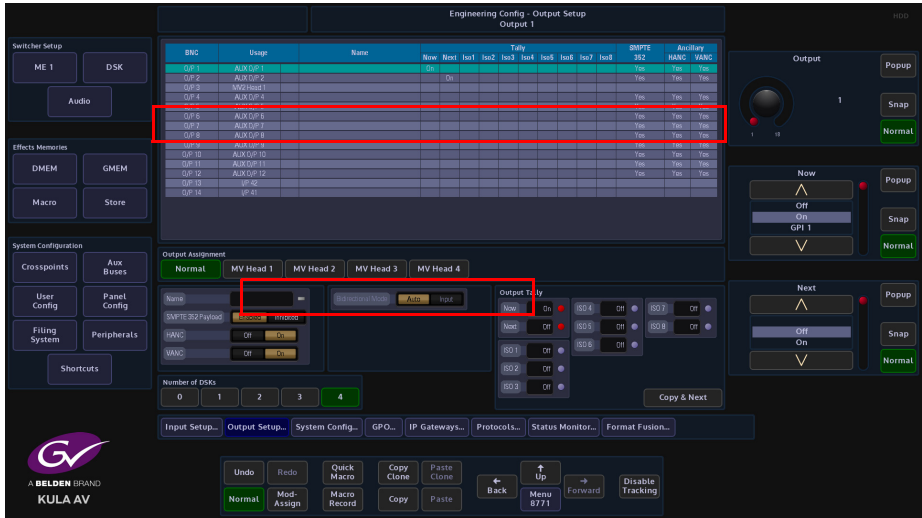 Engineering Config - Output Setup
Output 1
HDD
Switcher Setup
ME 1 DSK
Audio
Effects Memories
DMEM GMEM
Macro Store
System Configuration
Crosspoints Aux Buses
User Config Panel Config
Filing System Peripherals
Shortcuts
BNC Usage Name Tally SMPTE 352 Ancillary
Now Next Iso1 Iso2 Iso3 Iso4 Iso5 Iso6 Iso7 Iso8 HANC VANC
O/P 1 AUX O/P 1 On Yes Yes Yes
O/P 2 AUX O/P 2 On Yes Yes Yes
O/P 3 MV2 Head 1
O/P 4 AUX O/P 4 Yes Yes Yes
O/P 6 AUX O/P 6 Yes Yes Yes
O/P 7 AUX O/P 7 Yes Yes Yes
O/P 8 AUX O/P 8 Yes Yes Yes
O/P 9 AUX O/P 9 Yes Yes Yes
O/P 10 AUX O/P 10 Yes Yes Yes
O/P 11 AUX O/P 11 Yes Yes Yes
O/P 12 AUX O/P 12 Yes Yes Yes
O/P 13 I/P 42
O/P 14 I/P 41
Output Assignment
Normal MV Head 1 MV Head 2 MV Head 3 MV Head 4
Name
SMPTE 352 Payload
HANC Off On
VANC Off On
Bidirectional Mode Auto Input
Output Tally
Now On ISO 4 Off ISO 7 Off
Next Off ISO 5 Off ISO 8 Off
ISO 1 Off ISO 6 Off
ISO 2 Off
ISO 3 Off
Number of DSKs
0 1 2 3 4
Copy & Next
Input Setup... Output Setup... System Config... GPO... IP Gateways... Protocols... Status Monitor... Format Fusion...
Output
1
Popup
Snap
Normal
Now
Off
On
GPI 1
Popup
Snap
Normal
Next
Off
On
Popup
Snap
Normal
GV
A BELDEN BRAND
KULA AV
Undo Redo Quick Macro Copy Clone Paste Clone
Normal Mod-Assign Macro Record Copy Paste
Back Up Forward Disable Tracking
Menu 8771